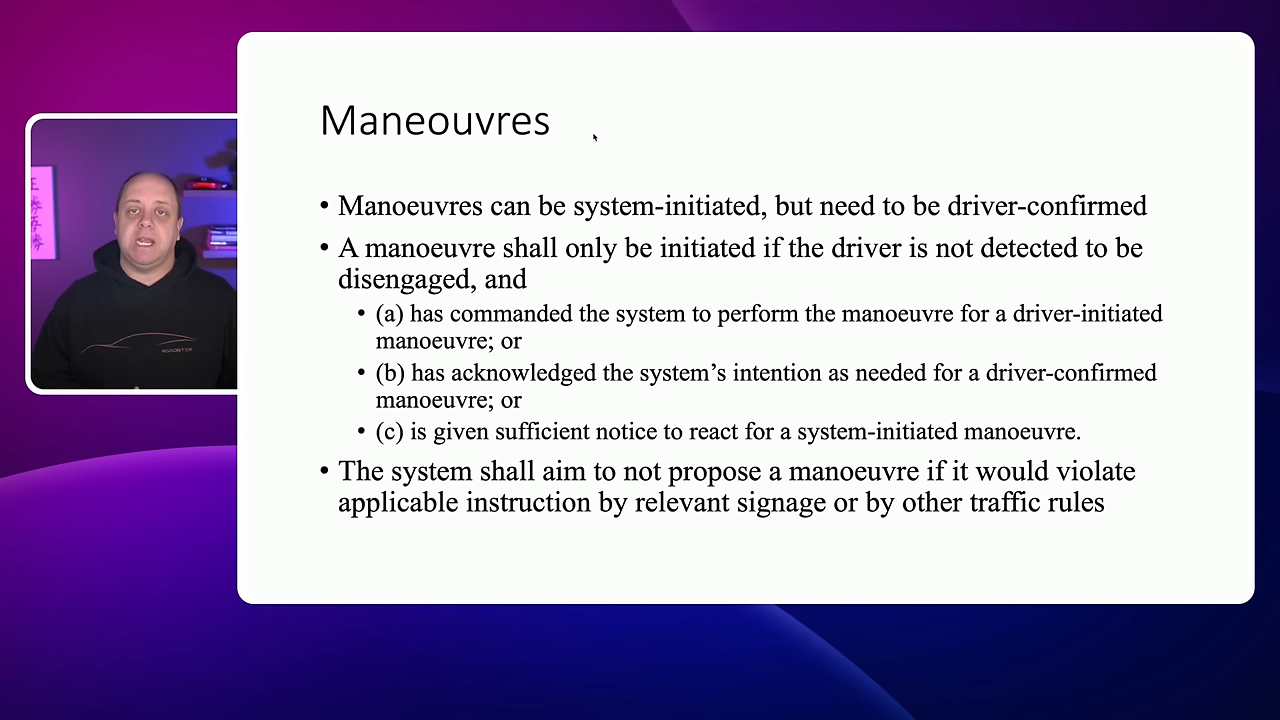 Maneouvres
• Manoeuvres can be system-initiated, but need to be driver-confirmed
• A manoeuvre shall only be initiated if the driver is not detected to be
disengaged, and
• (a) has commanded the system to perform the manoeuvre for a driver-initiated
manoeuvre; or
• (b) has acknowledged the system's intention as needed for a driver-confirmed
manoeuvre; or
• (c) is given sufficient notice to react for a system-initiated manoeuvre.
• The system shall aim to not propose a manoeuvre if it would violate
applicable instruction by relevant signage or by other traffic rules
ROADSTER